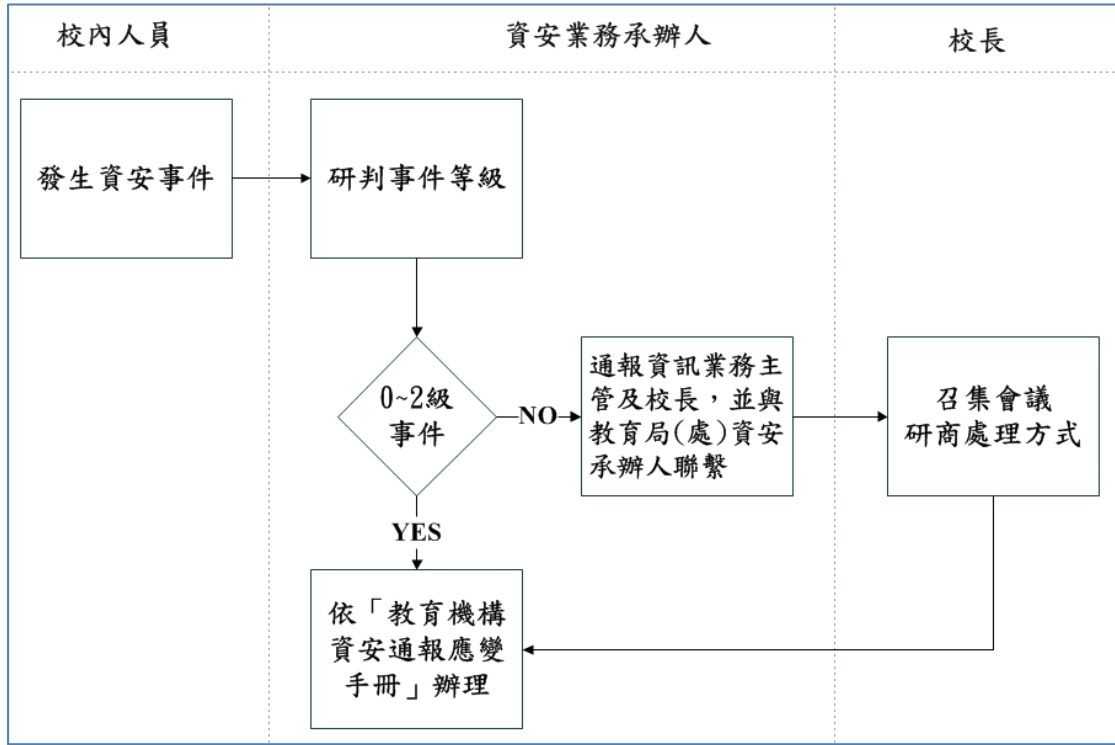 校內人員
資安業務承辦人
校長
發生資安事件
研判事件等級
0~2級
事件
NO
通報資訊業務主
管及校長，並與
教育局(處)資安
承辦人聯繫
召集會議
研商處理方式
YES
依「教育機構
資安通報應變
手冊」辦理